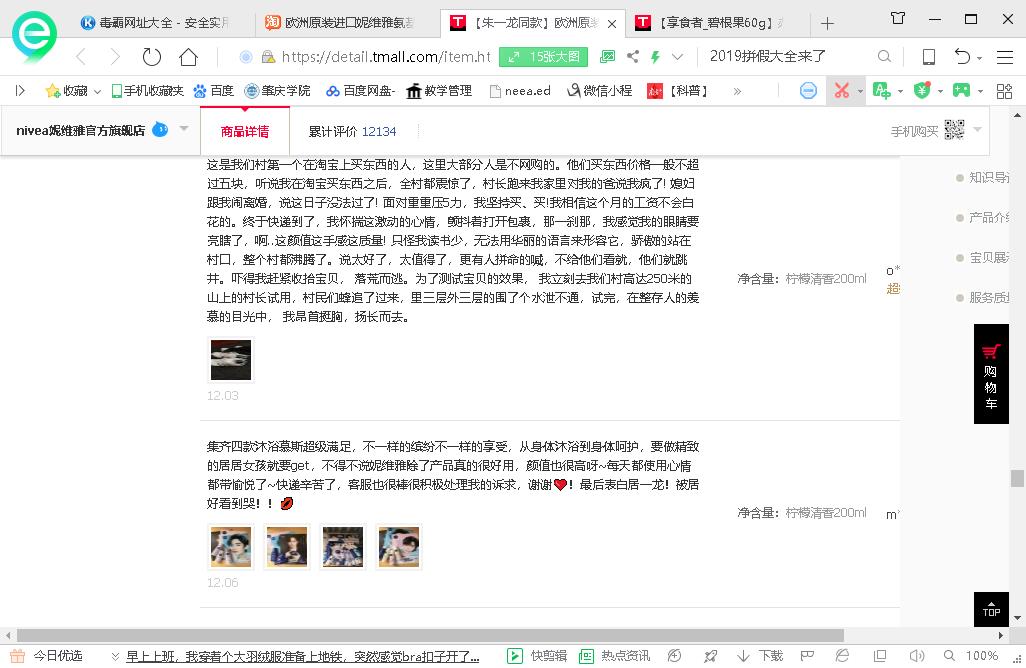 毒霸网址大全 - 安全实用
欧洲原装进口妮维雅氨基
【朱一龙同款】欧洲原装
【享食者_碧根果60g】
https://detail.tmall.com/item.ht
15张大图
2019拼假大全来了
收藏
手机收藏夹
百度
重庆学院
百度网盘-
教学管理
neea.ed
微信小程
【科普】
nivea妮维雅官方旗舰店
商品详情
累计评价 12134
手机购买
这是我们村第一个在淘宝上买东西的人，这里大部分人是不网购的。他们买东西价格一般不超
过五块，听说我在淘宝买东西之后，全村都震惊了，村长跑来我家里对我的爸说我疯了! 媳妇
跟我闹离婚，说这日子没法过了! 面对重重压5力，我坚持买、买!我相信这个月的工资不会白
花的。终于快递到了，我怀揣这激动的心情，颤抖着打开包裹，那一刹那，我感觉我的眼睛要
亮瞎了，啊..这颜值这手感这质量! 只怪我读书少，无法用华丽的语言来形容它，骄傲的站在
村口，整个村都沸腾了。说太好了，太值得了，更有人拼命的喊，不给他们看就，他们就跳
井。吓得我赶紧收拾宝贝， 落荒而逃。为了测试宝贝的效果， 我立刻去我们村高达250米的
山上的村长试用，村民们蜂追了过来，里三层外三层的围了个水泄不通，试完，在整存人的羡
慕的目光中， 我昂首挺胸，扬长而去。
净含量：柠檬清香200ml
o*
超
12.03
集齐四款沐浴慕斯超级满足，不一样的缤纷不一样的享受，从身体沐浴到身体呵护，要做精致
的居居女孩就要get，不得不说妮维雅除了产品真的很好用，颜值也很高呀~每天都使用心情
都带愉悦了~快递辛苦了，客服也很棒很积极处理我的诉求，谢谢❤！最后表白居一龙！被居
好看到哭！！💋
净含量：柠檬清香200ml
m*
12.06
知识导
产品介绍
宝贝展示
服务质
购物车
TOP
今日优选
早上上班，我穿着个大羽绒服准备上地铁，突然感觉bra扣子开了...
快剪辑
热点资讯
下载
100%